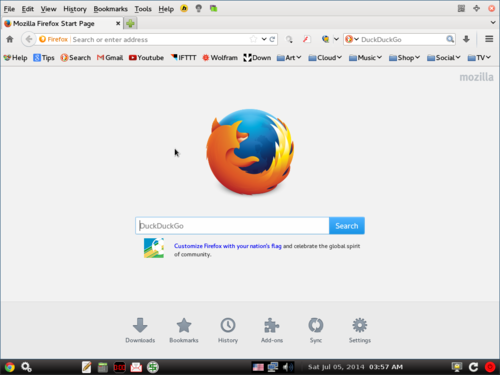 File Edit View History Bookmarks Tools Help
Mozilla Firefox Start Page
Firefox Search or enter address DuckDuckGo
Help Tips Search Gmail Youtube IFTTT Wolfram Down Art Cloud Music Shop Social TV
mozilla
DuckDuckGo Search
Customize Firefox with your nation's flag and celebrate the global spirit
of community.
Downloads Bookmarks History Add-ons Sync Settings
Sat Jul 05, 2014 03:57 AM